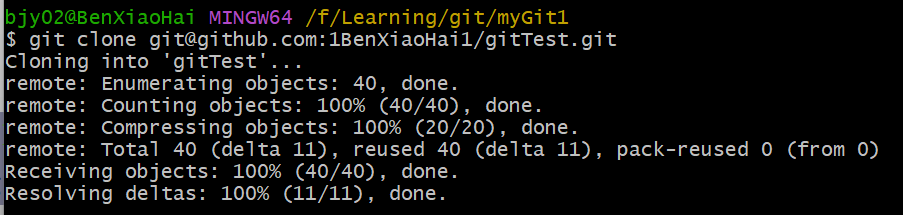 bjy02@BenXiaoHai MINGW64 /f/Learning/git/myGit1
$ git clone git@github.com:1BenXiaoHai1/gitTest.git
Cloning into 'gitTest'...
remote: Enumerating objects: 40, done.
remote: Counting objects: 100% (40/40), done.
remote: Compressing objects: 100% (20/20), done.
remote: Total 40 (delta 11), reused 40 (delta 11), pack-reused 0 (from 0)
Receiving objects: 100% (40/40), done.
Resolving deltas: 100% (11/11), done.